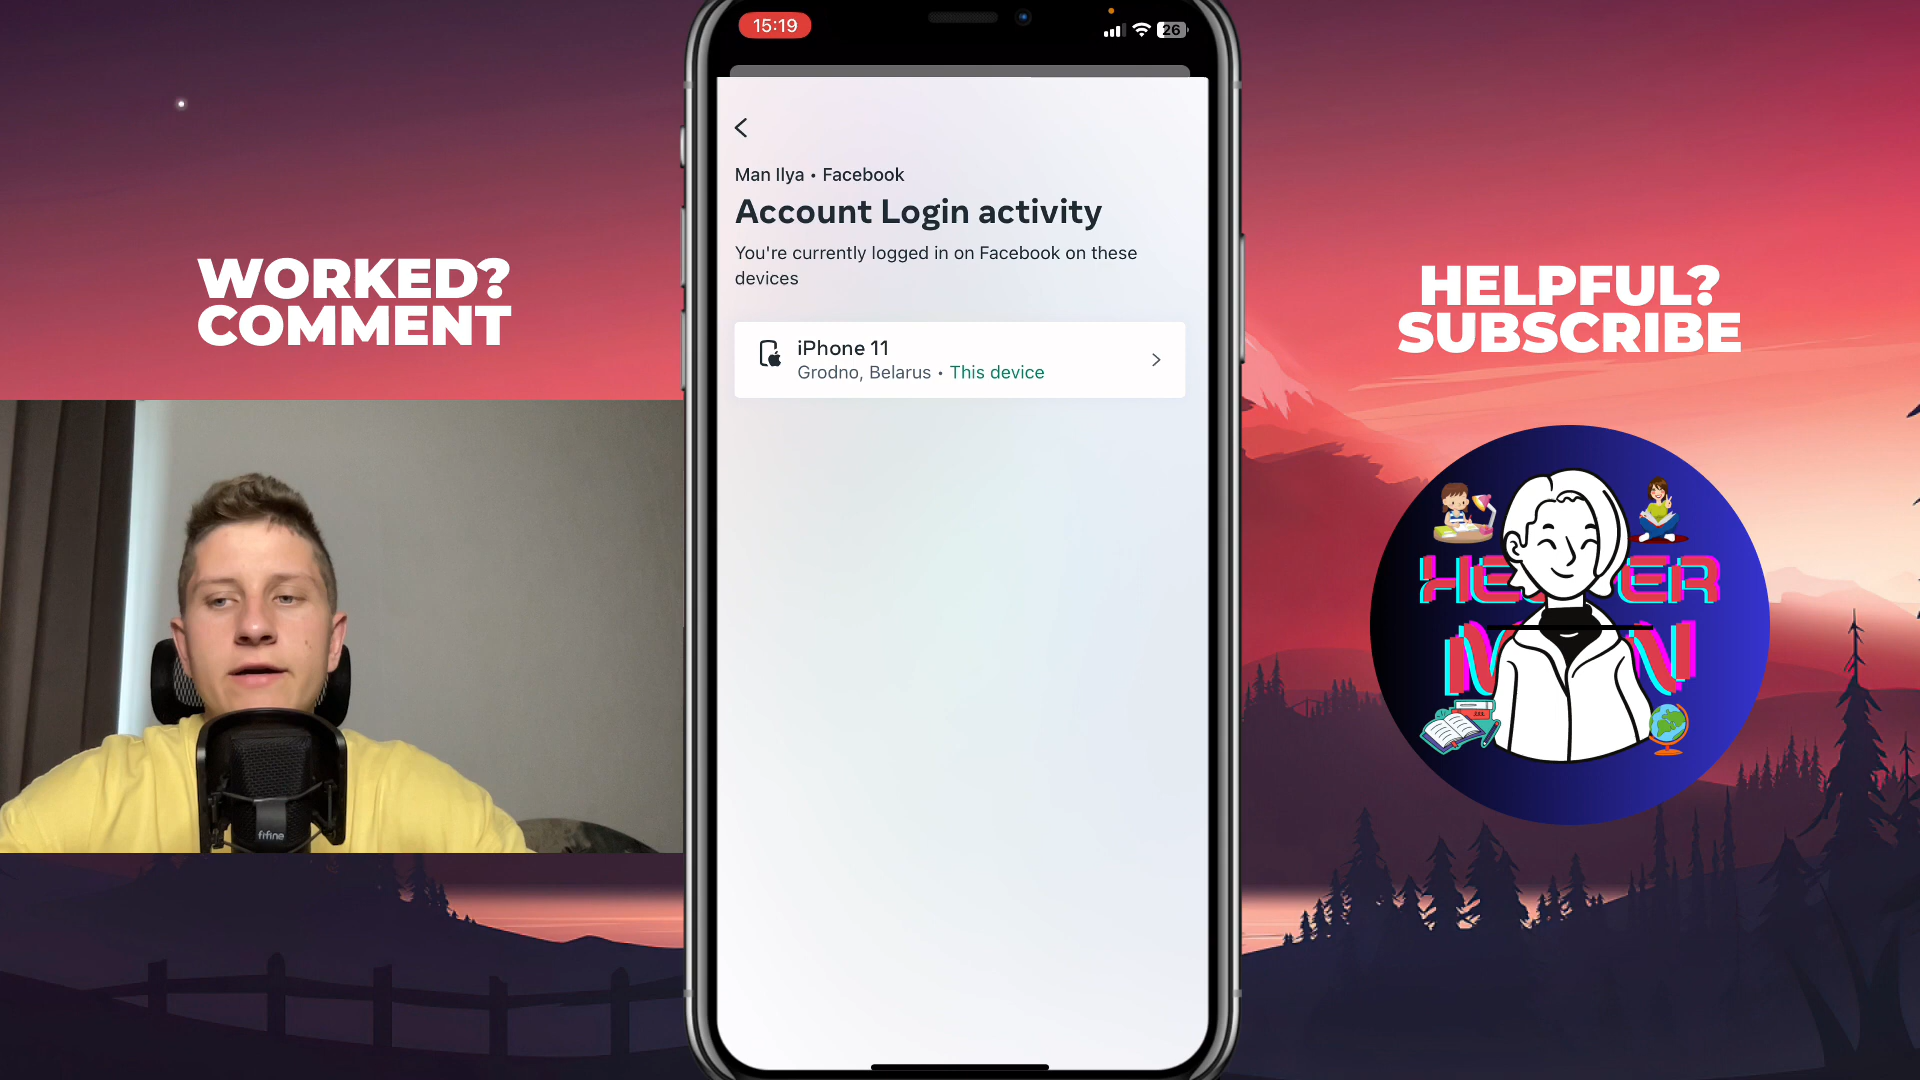 15:19
26
Man Ilya • Facebook
Account Login activity
You're currently logged in on Facebook on these
devices
iPhone 11
Grodno, Belarus • This device
WORKED?
COMMENT
fifine
HELPFUL?
SUBSCRIBE